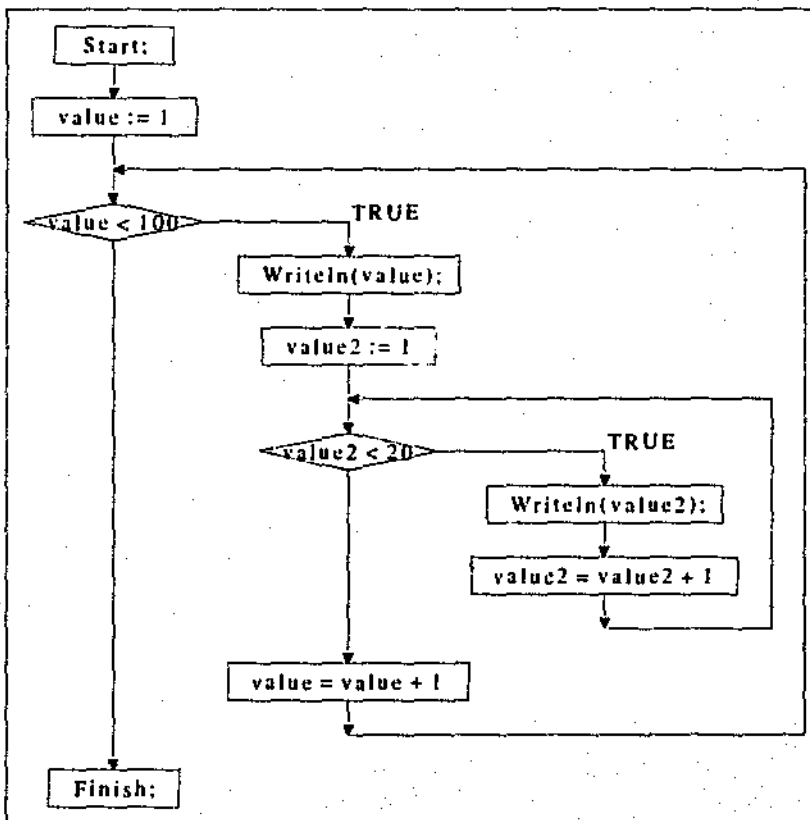 Start;
value := 1
value < 100
TRUE
Writeln(value);
value2 := 1
value2 < 20
TRUE
Writeln(value2);
value2 = value2 + 1
value = value + 1
Finish;